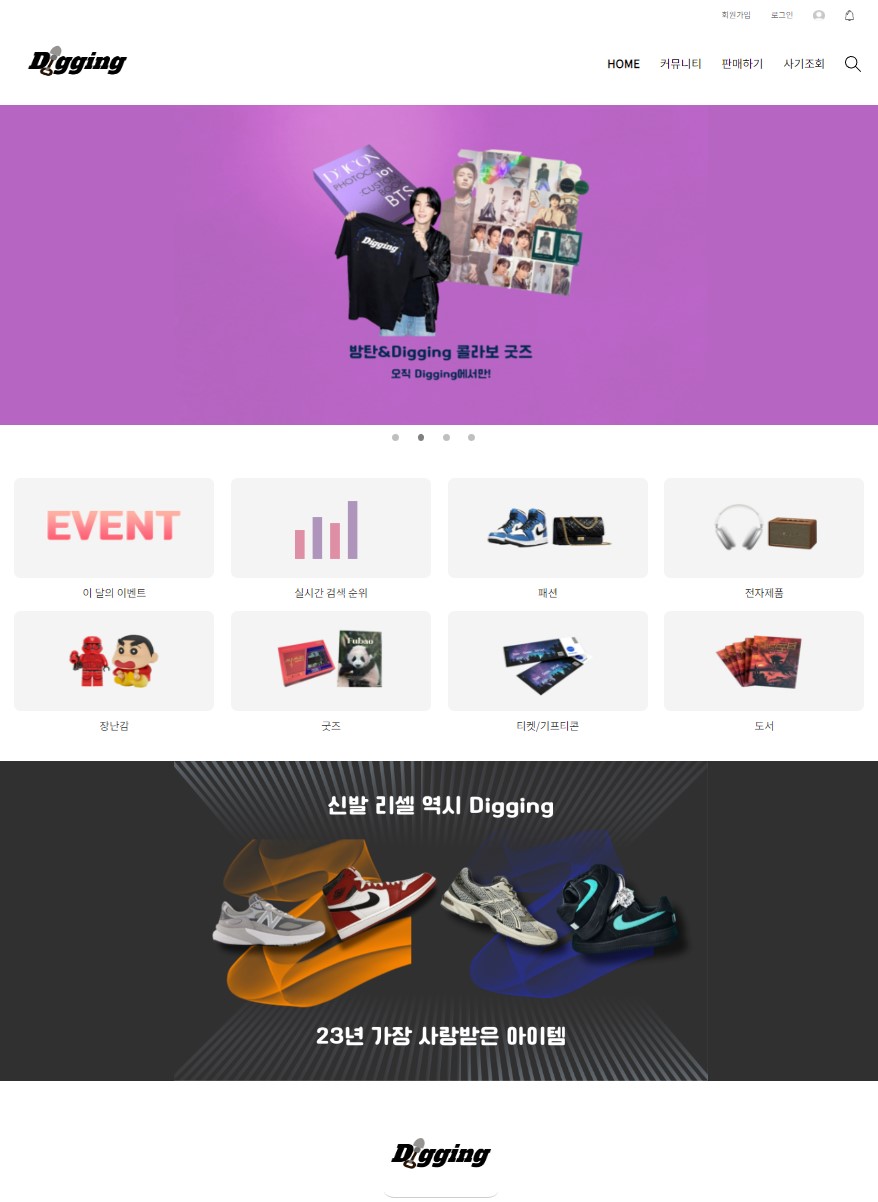 회원가입 로그인
Digging
HOME 커뮤니티 판매하기 사기조회
D'ICON
PHOTOCARD
101
CUSTOM
BTS
Digging
방탄&Digging 콜라보 굿즈
오직 Digging에서만!
EVENT
이 달의 이벤트 실시간 검색 순위 패션 전자제품
Fubao
장난감 굿즈 티켓/기프티콘 도서
신발 리셀 역시 Digging
23년 가장 사랑받은 아이템
Digging